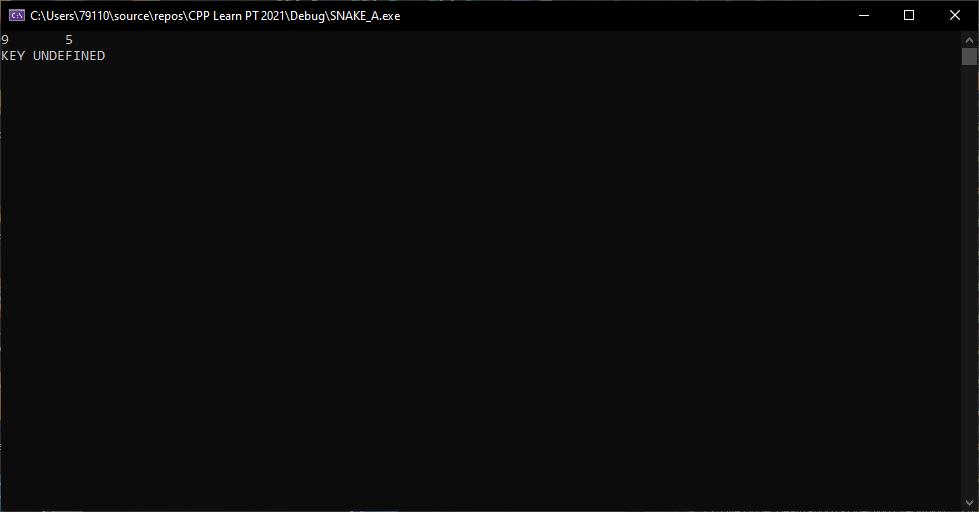 C:\Users\79110\source\repos\CPP Learn PT 2021\Debug\SNAKE_A.exe
9 5
KEY UNDEFINED